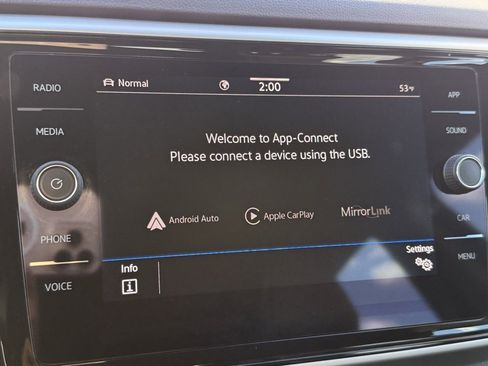 RADIO
MEDIA
PHONE
VOICE
Normal
2:00
53°F
Welcome to App-Connect
Please connect a device using the USB.
Android Auto
Apple CarPlay
MirrorLink
Info
Settings
APP
SOUND
CAR
MENU